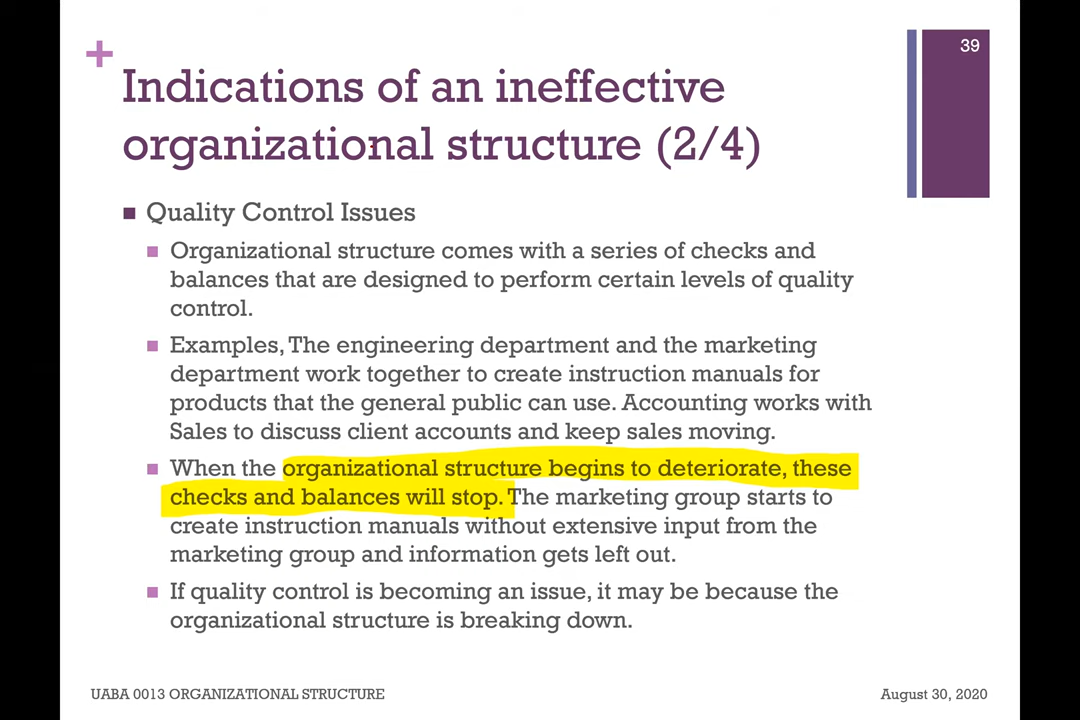 39
+
Indications of an ineffective
organizational structure (2/4)
■ Quality Control Issues
■ Organizational structure comes with a series of checks and
balances that are designed to perform certain levels of quality
control.
■ Examples, The engineering department and the marketing
department work together to create instruction manuals for
products that the general public can use. Accounting works with
Sales to discuss client accounts and keep sales moving.
■ When the organizational structure begins to deteriorate, these
checks and balances will stop. The marketing group starts to
create instruction manuals without extensive input from the
marketing group and information gets left out.
■ If quality control is becoming an issue, it may be because the
organizational structure is breaking down.
UABA 0013 ORGANIZATIONAL STRUCTURE
August 30, 2020